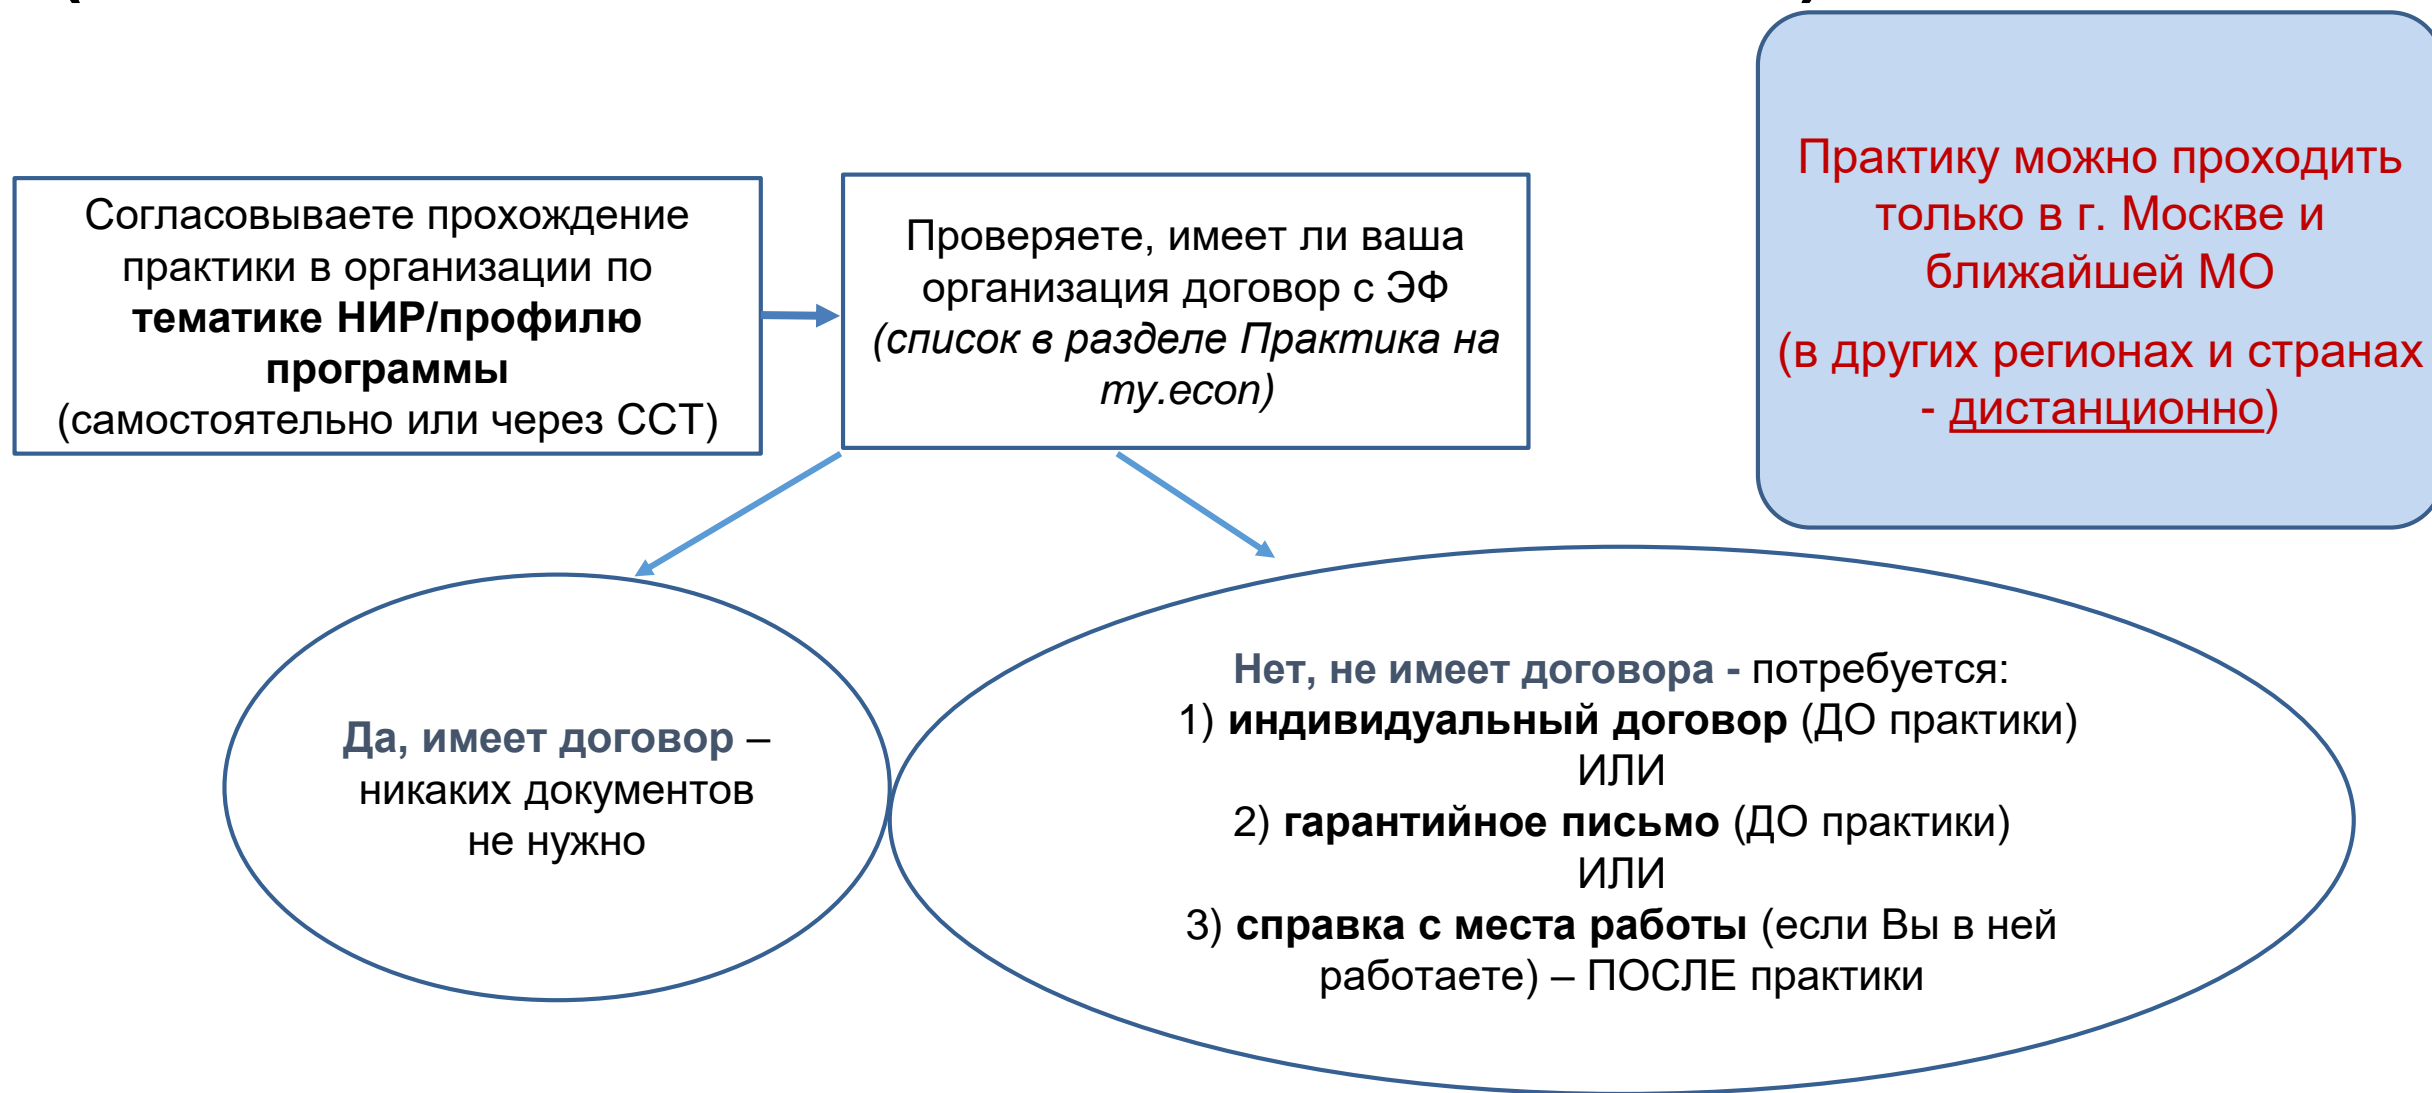 Согласовываете прохождение
практики в организации по
тематике НИР/профилю
программы
(самостоятельно или через ССТ)
Проверяете, имеет ли ваша
организация договор с ЭФ
(список в разделе Практика на
my.econ)
Практику можно проходить
только в г. Москве и
ближайшей МО
(в других регионах и странах
- дистанционно)
Да, имеет договор –
никаких документов
не нужно
Нет, не имеет договора - потребуется:
1) индивидуальный договор (ДО практики)
ИЛИ
2) гарантийное письмо (ДО практики)
ИЛИ
3) справка с места работы (если Вы в ней
работаете) – ПОСЛЕ практики